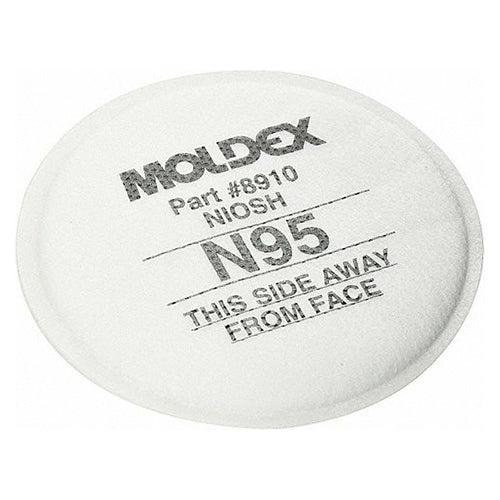 MOLDEX
Part #8910
NIOSH
N95
THIS SIDE AWAY
FROM FACE